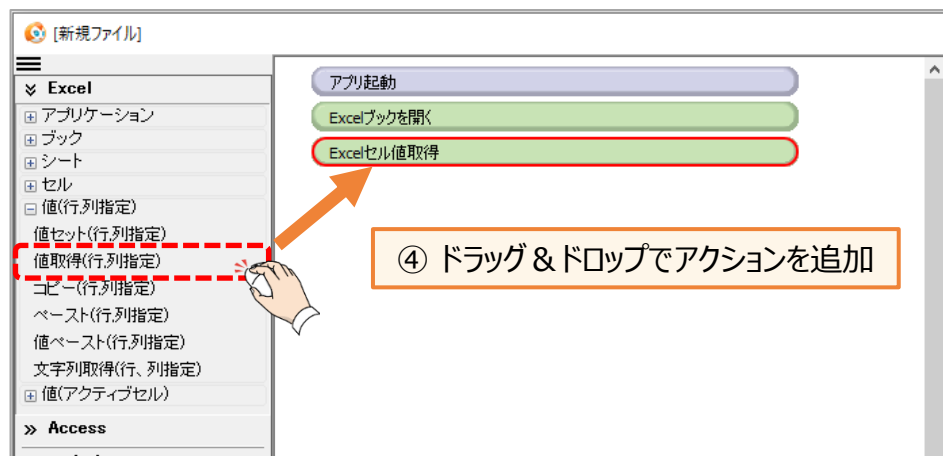 [新規ファイル]
Excel
アプリケーション
ブック
シート
セル
値(行,列指定)
値セット(行,列指定)
値取得(行,列指定)
コピー(行,列指定)
ペースト(行,列指定)
値ペースト(行,列指定)
文字列取得(行、列指定)
値(アクティブセル)
Access
アプリ起動
Excelブックを開く
Excelセル値取得
④ ドラッグ＆ドロップでアクションを追加